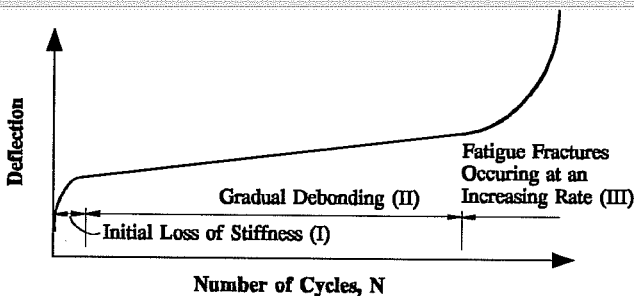 Deflection
Fatigue Fractures
Occuring at an
Increasing Rate (III)
Gradual Debonding (II)
Initial Loss of Stiffness (I)
Number of Cycles, N